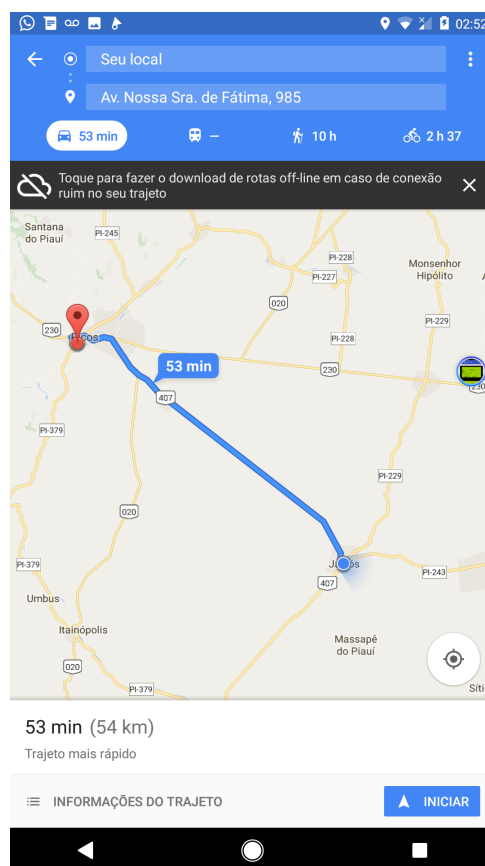 02:52
Seu local
Av. Nossa Sra. de Fátima, 985
53 min
–
10 h
2 h 37
Toque para fazer o download de rotas off-line em caso de conexão
ruim no seu trajeto
Santana
do Piauí
PI-245
PI-228
PI-227
Monsenhor
Hipólito
020
PI-229
230
Picos
PI-228
53 min
230
230
407
PI-379
PI-229
020
PI-379
Jaicós
PI-243
407
Umbus
Itainópolis
Massapê
do Piauí
020
PI-379
Síti
53 min (54 km)
Trajeto mais rápido
INFORMAÇÕES DO TRAJETO
INICIAR